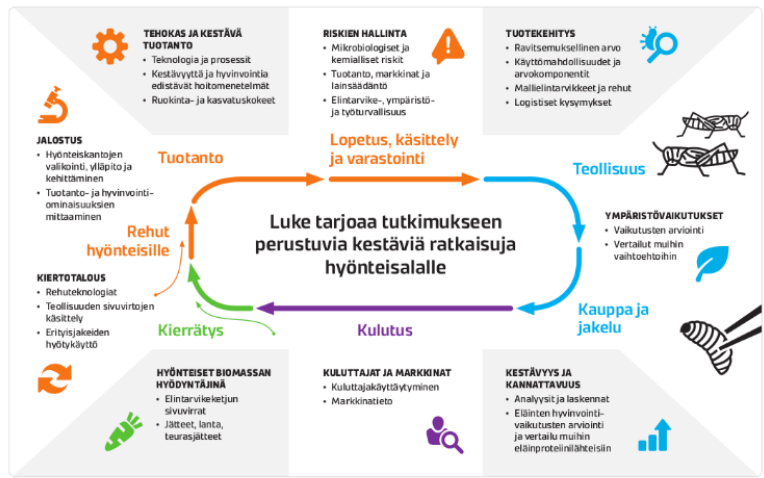 TEHOKAS JA KESTÄVÄ
TUOTANTO
• Teknologia ja prosessit
• Kestävyyttä ja hyvinvointia
edistävät hoitomenetelmät
• Ruokinta- ja kasvatuskokeet
RISKIEN HALLINTA
• Mikrobiologiset ja
kemialliset riskit
• Tuotanto, markkinat ja
lainsäädäntö
• Elintarvike-, ympäristö-
ja työturvallisuus
TUOTEKEHITYS
• Ravitsemuksellinen arvo
• Käyttömahdollisuudet ja
arvokomponentit
• Mallielintarvikkeet ja rehut
• Logistiset kysymykset
JALOSTUS
• Hyönteiskantojen
valikointi, ylläpito ja
kehittäminen
• Tuotanto- ja hyvinvointi-
ominaisuuksien
mittaaminen
Tuotanto
Lopetus, käsittely
ja varastointi
Teollisuus
Rehut
hyönteisille
Luke tarjoaa tutkimukseen
perustuvia kestäviä ratkaisuja
hyönteisalalle
YMPÄRISTÖVAIKUTUKSET
• Vaikutusten arviointi
• Vertailut muihin
vaihtoehtoihin
KIERTOTALOUS
• Rehuteknologiat
• Teollisuuden sivuvirtojen
käsittely
• Erityisjakeiden
hyötykäyttö
Kierrätys
Kulutus
Kauppa ja
jakelu
HYÖNTEISET BIOMASSAN
HYÖDYNTÄJINÄ
• Elintarvikeketjun
sivuvirrat
• Jätteet, lanta,
teurasjätteet
KULUTTAJAT JA MARKKINAT
• Kuluttajakäyttäytyminen
• Markkinatieto
KESTÄVYYS JA
KANNATTAVUUS
• Analyysit ja laskennat
• Eläinten hyvinvointi-
vaikutusten arviointi
ja vertailu muihin
eläinproteiinilähteisiin